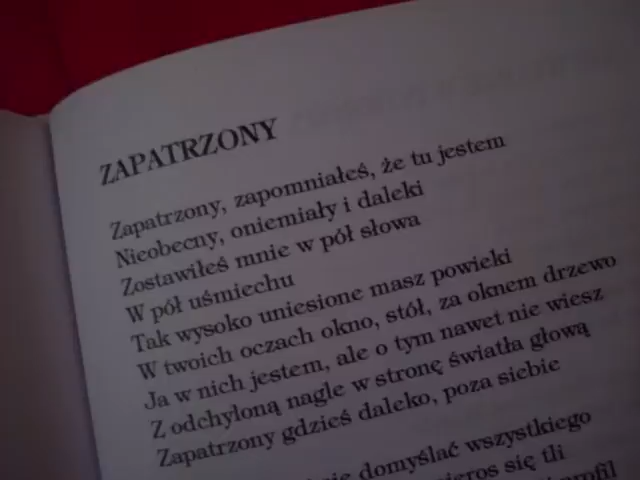 ZAPATRZONY
Zapatrzony, zapomniałeś, że tu jestem
Nieobecny, oniemiały i daleki
Zostawiłeś mnie w pół słowa
W pół uśmiechu
Tak wysoko uniesione masz powieki
W twoich oczach okno, stół, za oknem drzewo
Ja w nich jestem, ale o tym nawet nie wiesz
Z odchyloną nagle w stronę światła głową
Zapatrzony gdzieś daleko, poza siebie
domyślać wszystkiego
się tli